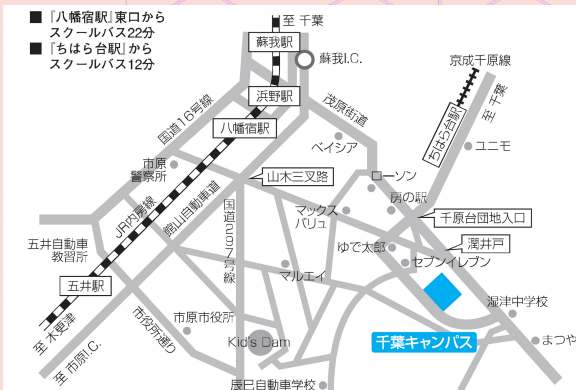 ■『八幡宿駅』東口から
スクールバス22分
■『ちはら台駅』から
スクールバス12分
至 千葉
蘇我駅
蘇我I.C.
京成千原線
至 千葉
ちはら台駅
浜野駅
国道16号線
茂原街道
八幡宿駅
ベイシア
ユニモ
市原
警察所
山木三叉路
ローソン
房の駅
JR内房線
館山自動車道
国道297号線
マックス
バリュ
千原台団地入口
五井自動車
教習所
ゆで太郎
潤井戸
セブンイレブン
五井駅
マルエイ
市原市役所
湿津中学校
至 木更津
市役所通り
Kid's Dam
千葉キャンパス
まつや
至 市原I.C.
辰巳自動車学校